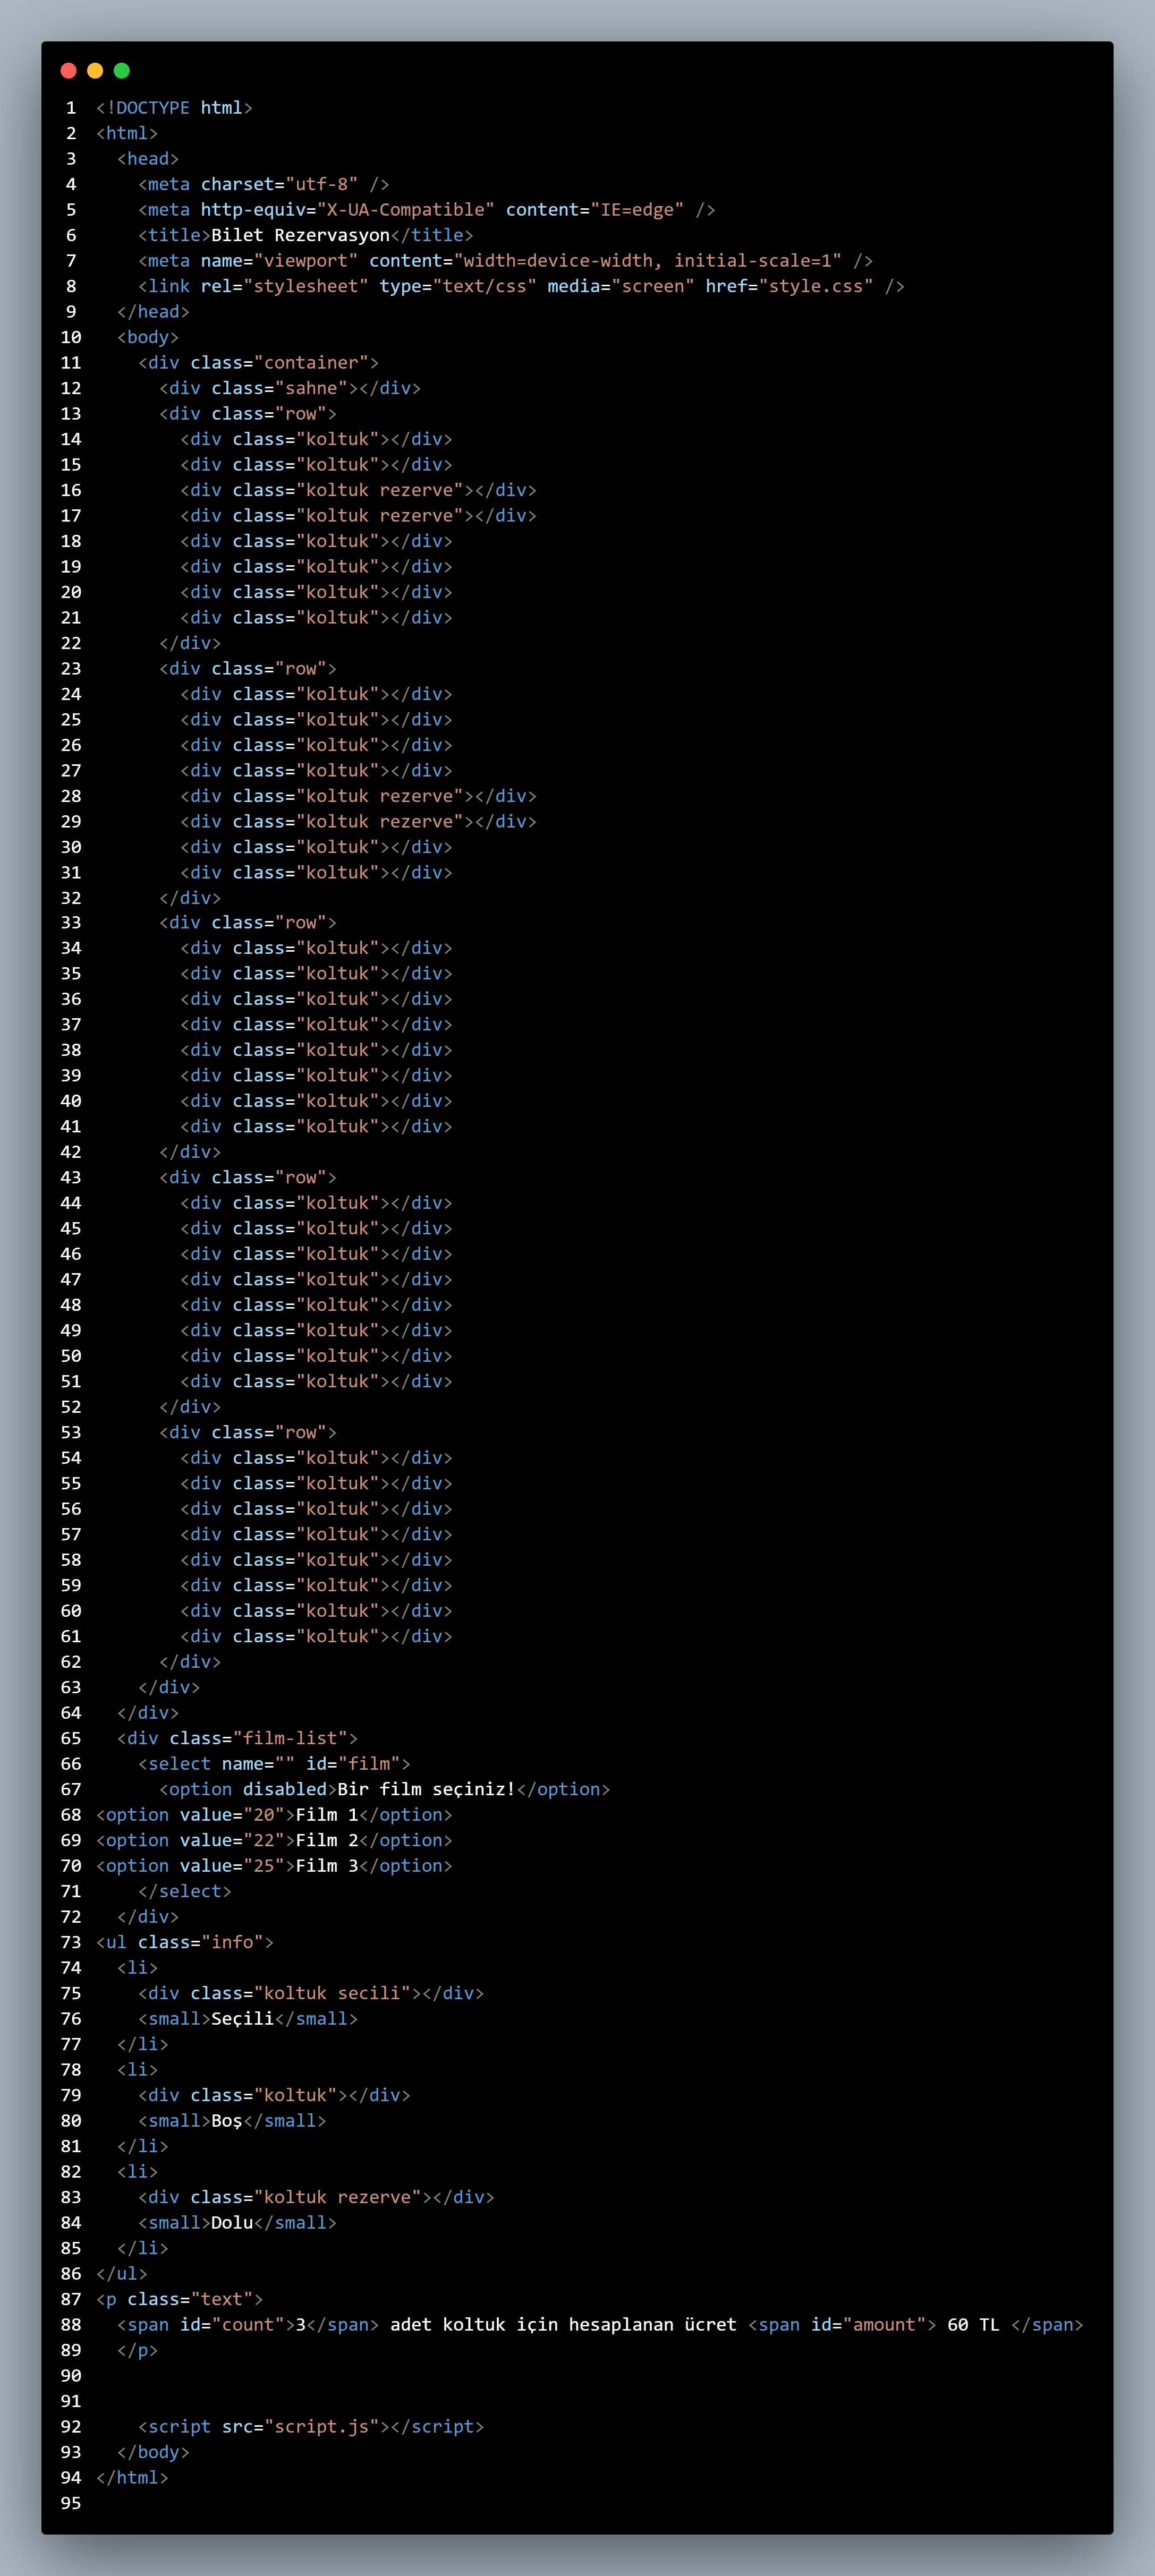 1 <!DOCTYPE html>
2 <html>
3   <head>
4     <meta charset="utf-8" />
5     <meta http-equiv="X-UA-Compatible" content="IE=edge" />
6     <title>Bilet Rezervasyon</title>
7     <meta name="viewport" content="width=device-width, initial-scale=1" />
8     <link rel="stylesheet" type="text/css" media="screen" href="style.css" />
9   </head>
10   <body>
11     <div class="container">
12       <div class="sahne"></div>
13       <div class="row">
14         <div class="koltuk"></div>
15         <div class="koltuk"></div>
16         <div class="koltuk rezerve"></div>
17         <div class="koltuk rezerve"></div>
18         <div class="koltuk"></div>
19         <div class="koltuk"></div>
20         <div class="koltuk"></div>
21         <div class="koltuk"></div>
22       </div>
23       <div class="row">
24         <div class="koltuk"></div>
25         <div class="koltuk"></div>
26         <div class="koltuk"></div>
27         <div class="koltuk"></div>
28         <div class="koltuk rezerve"></div>
29         <div class="koltuk rezerve"></div>
30         <div class="koltuk"></div>
31         <div class="koltuk"></div>
32       </div>
33       <div class="row">
34         <div class="koltuk"></div>
35         <div class="koltuk"></div>
36         <div class="koltuk"></div>
37         <div class="koltuk"></div>
38         <div class="koltuk"></div>
39         <div class="koltuk"></div>
40         <div class="koltuk"></div>
41         <div class="koltuk"></div>
42       </div>
43       <div class="row">
44         <div class="koltuk"></div>
45         <div class="koltuk"></div>
46         <div class="koltuk"></div>
47         <div class="koltuk"></div>
48         <div class="koltuk"></div>
49         <div class="koltuk"></div>
50         <div class="koltuk"></div>
51         <div class="koltuk"></div>
52       </div>
53       <div class="row">
54         <div class="koltuk"></div>
55         <div class="koltuk"></div>
56         <div class="koltuk"></div>
57         <div class="koltuk"></div>
58         <div class="koltuk"></div>
59         <div class="koltuk"></div>
60         <div class="koltuk"></div>
61         <div class="koltuk"></div>
62       </div>
63     </div>
64   </div>
65   <div class="film-list">
66     <select name="" id="film">
67       <option disabled>Bir film seçiniz!</option>
68 <option value="20">Film 1</option>
69 <option value="22">Film 2</option>
70 <option value="25">Film 3</option>
71     </select>
72   </div>
73 <ul class="info">
74   <li>
75     <div class="koltuk secili"></div>
76     <small>Seçili</small>
77   </li>
78   <li>
79     <div class="koltuk"></div>
80     <small>Boş</small>
81   </li>
82   <li>
83     <div class="koltuk rezerve"></div>
84     <small>Dolu</small>
85   </li>
86 </ul>
87 <p class="text">
88   <span id="count">3</span> adet koltuk için hesaplanan ücret <span id="amount"> 60 TL </span>
89   </p>
90
91
92     <script src="script.js"></script>
93   </body>
94 </html>
95